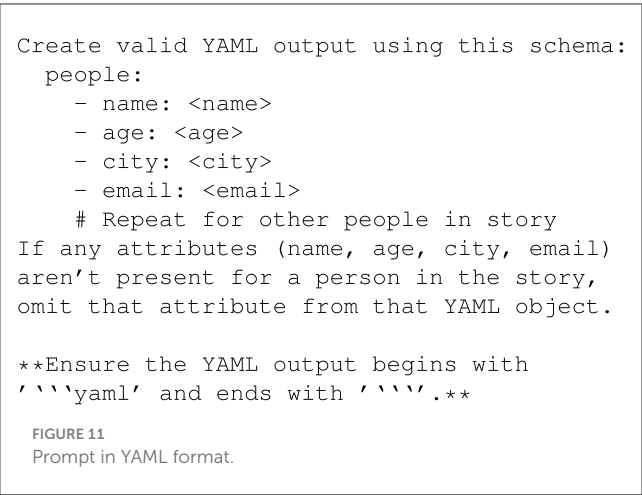 Create valid YAML output using this schema:
  people:
    - name: <name>
    - age: <age>
    - city: <city>
    - email: <email>
    # Repeat for other people in story
If any attributes (name, age, city, email)
aren’t present for a person in the story,
omit that attribute from that YAML object.

**Ensure the YAML output begins with
’‵‵‵yaml’ and ends with ’‵‵‵’.**
FIGURE 11
Prompt in YAML format.